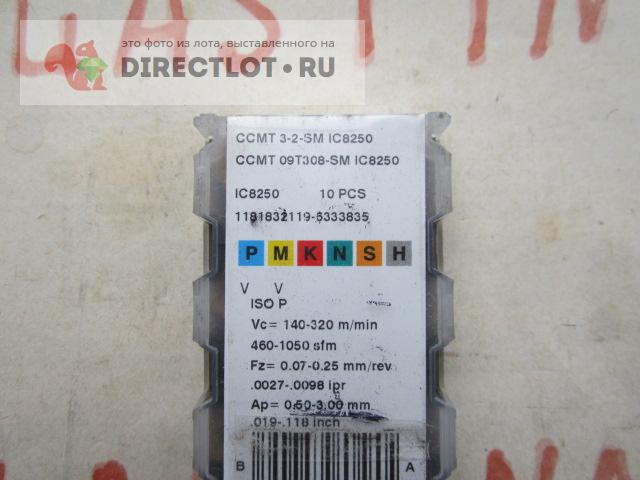 это фото из лота, выставленного на
DIRECTLOT.RU
CCMT 3-2-SM IC8250
CCMT 09T308-SM IC8250
IC8250 10 PCS
P M K N S H
V V
ISO P
Vc= 140-320 m/min
460-1050 sfm
Fz= 0.07-0.25 mm/rev
.0027-.0098 ipr
Ap= 0.50-3.00 mm
.019-.118 inch
B A